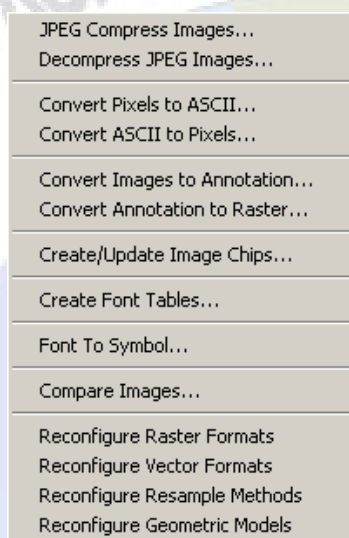 JPEG Compress Images...
Decompress JPEG Images...
Convert Pixels to ASCII...
Convert ASCII to Pixels...
Convert Images to Annotation...
Convert Annotation to Raster...
Create/Update Image Chips...
Create Font Tables...
Font To Symbol...
Compare Images...
Reconfigure Raster Formats
Reconfigure Vector Formats
Reconfigure Resample Methods
Reconfigure Geometric Models